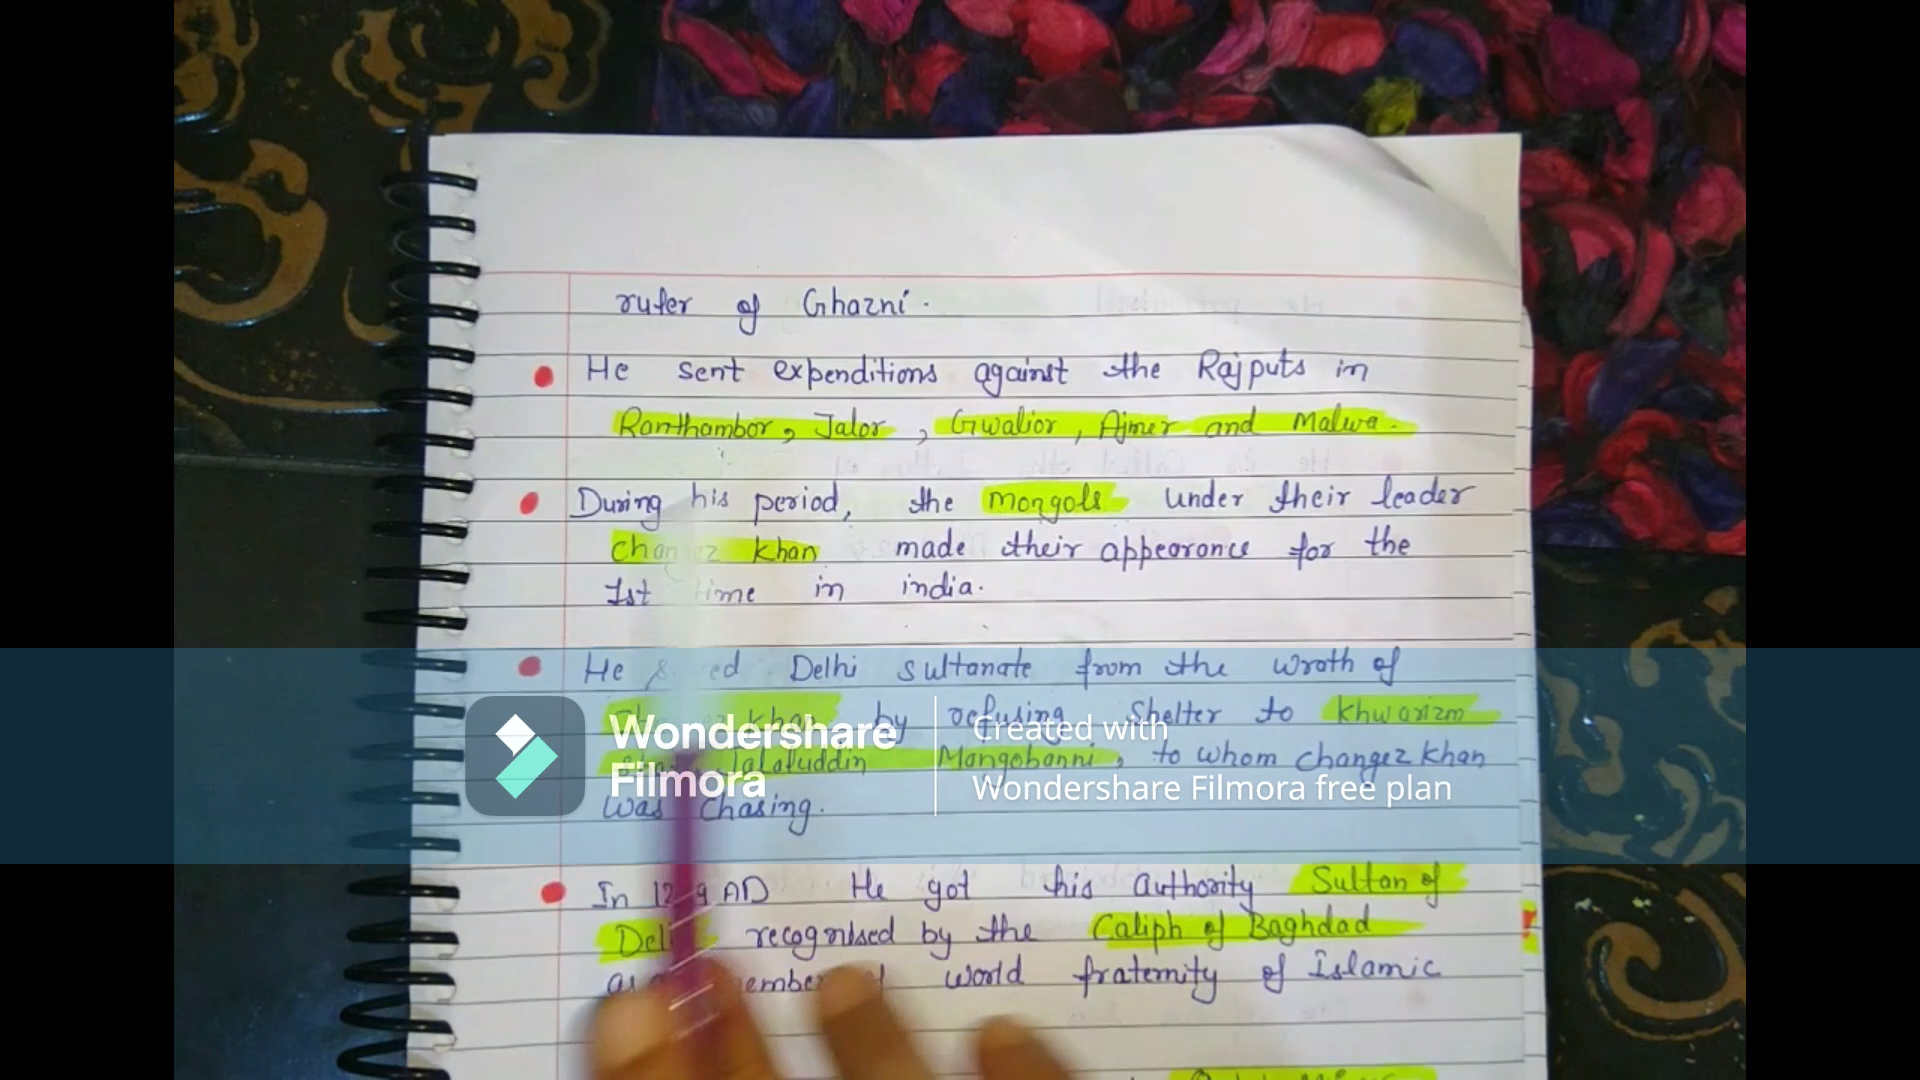 ruler of Ghazni.
He sent expenditions against the Rajputs in
Ranthambor, Jalor, Gwalior, Ajmer and Malwa.
During his period, the mongols under their leader
khan made their appearance for the
1st time in india.
He Delhi sultanate from the wrath of
khan by refusing Shelter to khwarizm
Jalaluddin Mangobanni, to whom changez khan
was chasing.
Wondershare
Filmora
Created with
Wondershare Filmora free plan
In AD He got his authority Sultan of
recognised by the Caliph of Baghdad
world fraternity of Islamic